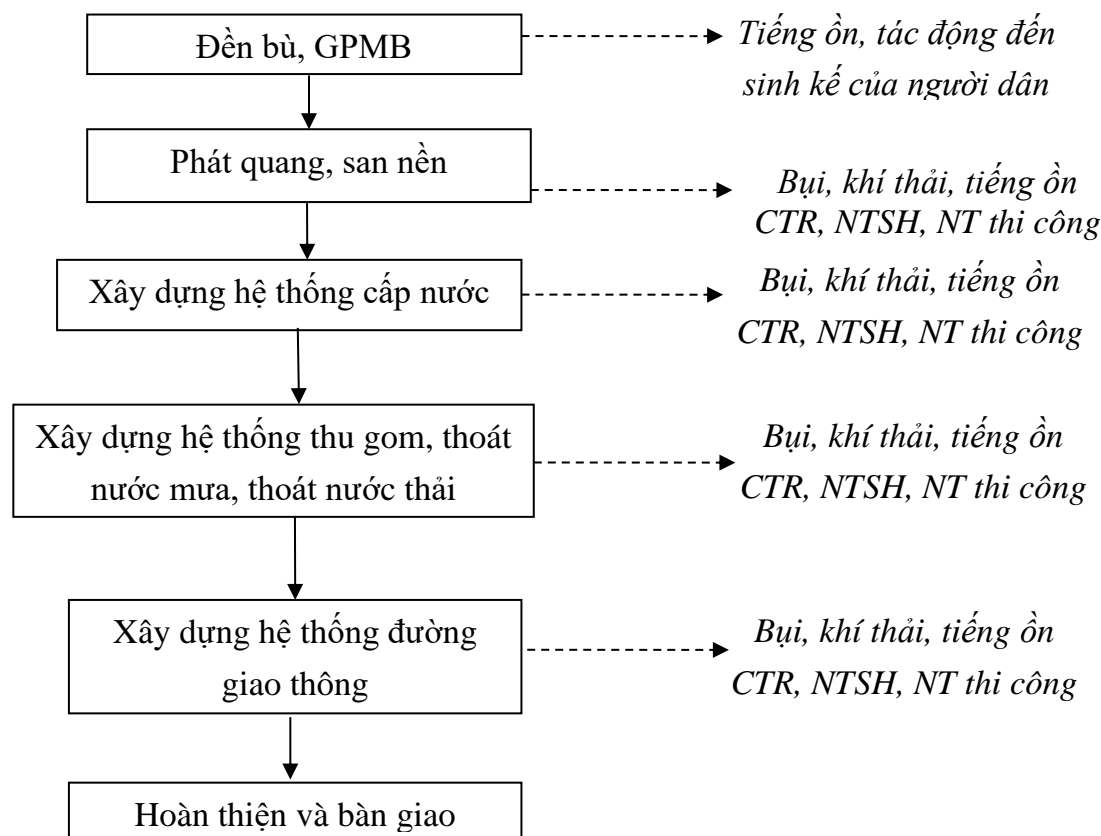 Đền bù, GPMB
Tiếng ồn, tác động đến
sinh kế của người dân
Phát quang, san nền
Bụi, khí thải, tiếng ồn
CTR, NTSH, NT thi công
Xây dựng hệ thống cấp nước
Bụi, khí thải, tiếng ồn
CTR, NTSH, NT thi công
Xây dựng hệ thống thu gom, thoát
nước mưa, thoát nước thải
Bụi, khí thải, tiếng ồn
CTR, NTSH, NT thi công
Xây dựng hệ thống đường
giao thông
Bụi, khí thải, tiếng ồn
CTR, NTSH, NT thi công
Hoàn thiện và bàn giao